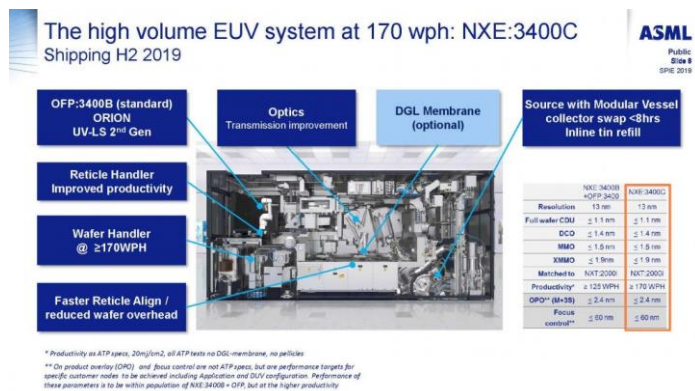 The high volume EUV system at 170 wph: NXE:3400C
Shipping H2 2019
ASML
Public
Slide 9
SPIE 2019
OFP:3400B (standard)
ORION
UV-LS 2nd Gen
Optics
Transmission improvement
DGL Membrane
(optional)
Source with Modular Vessel
collector swap <8hrs
Inline tin refill
Reticle Handler
Improved productivity
Wafer Handler
@ ≥170WPH
Faster Reticle Align /
reduced wafer overhead
NXE:3400B
+OFP:3400 NXE:3400C
Resolution 13 nm 13 nm
Full wafer CDU ≤ 1.1 nm ≤ 1.1 nm
DCO ≤ 1.4 nm ≤ 1.4 nm
MMO ≤ 1.5 nm ≤ 1.5 nm
XMMO ≤ 1.9nm ≤ 1.9 nm
Matched to NXT:2000i NXT:2000i
Productivity* ≥ 125 WPH ≥ 170 WPH
OPO** (M+3S) ≤ 2.4 nm ≤ 2.4 nm
Focus
control** ≤ 60 nm ≤ 60 nm
* Productivity as ATP specs, 20mj/cm2, all ATP tests no DGL-membrane, no pellicles
** On product overlay (OPO) and focus control are not ATP specs, but are performance targets for
specific customer nodes to be achieved including Application and DUV configuration. Performance of
these parameters is to be within population of NXE:3400B + OFP, but at the higher productivity